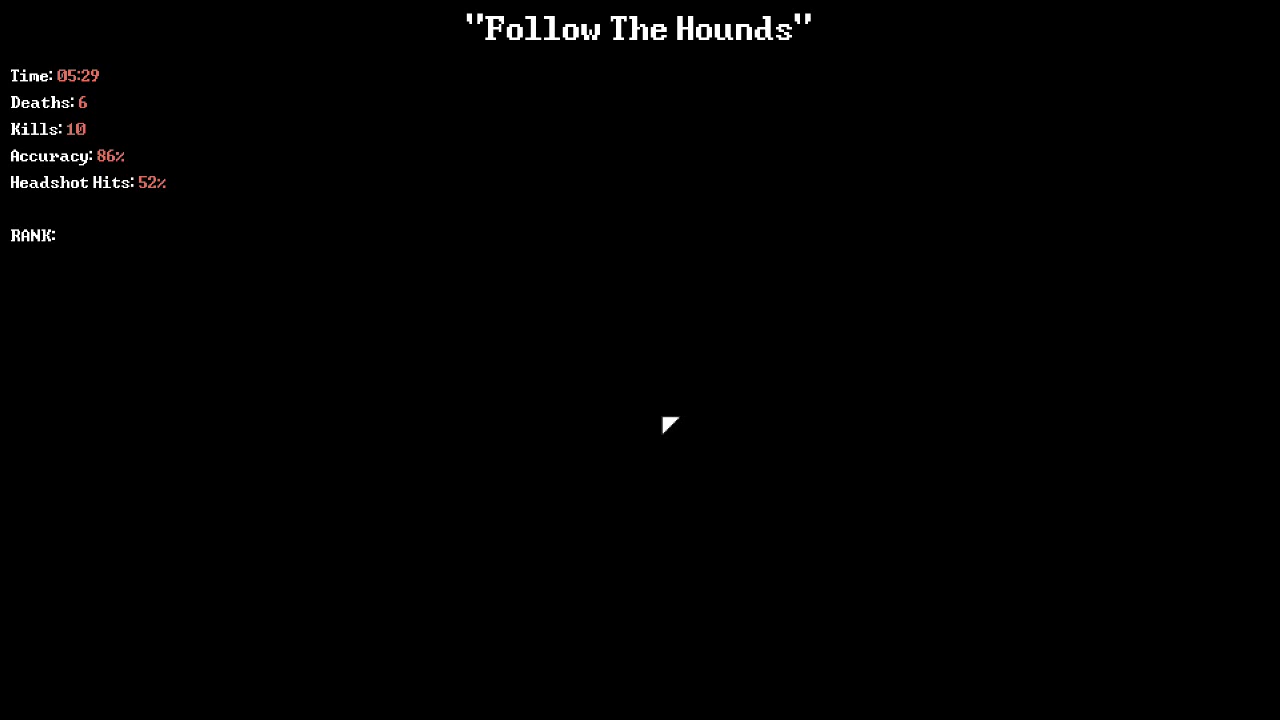 "Follow The Hounds"
Time: 05:29
Deaths: 6
Kills: 10
Accuracy: 86%
Headshot Hits: 52%
RANK: